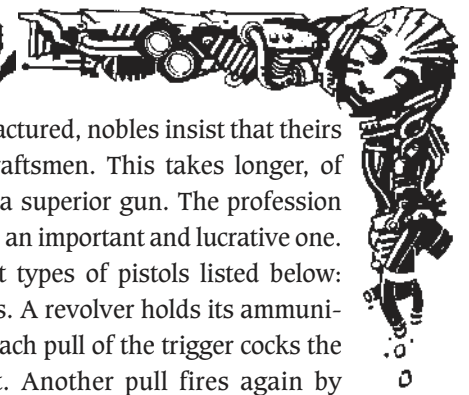 actured, nobles insist that theirs
aftsmen. This takes longer, of
a superior gun. The profession
an important and lucrative one.
t types of pistols listed below:
s. A revolver holds its ammuni-
ach pull of the trigger cocks the
t. Another pull fires again by